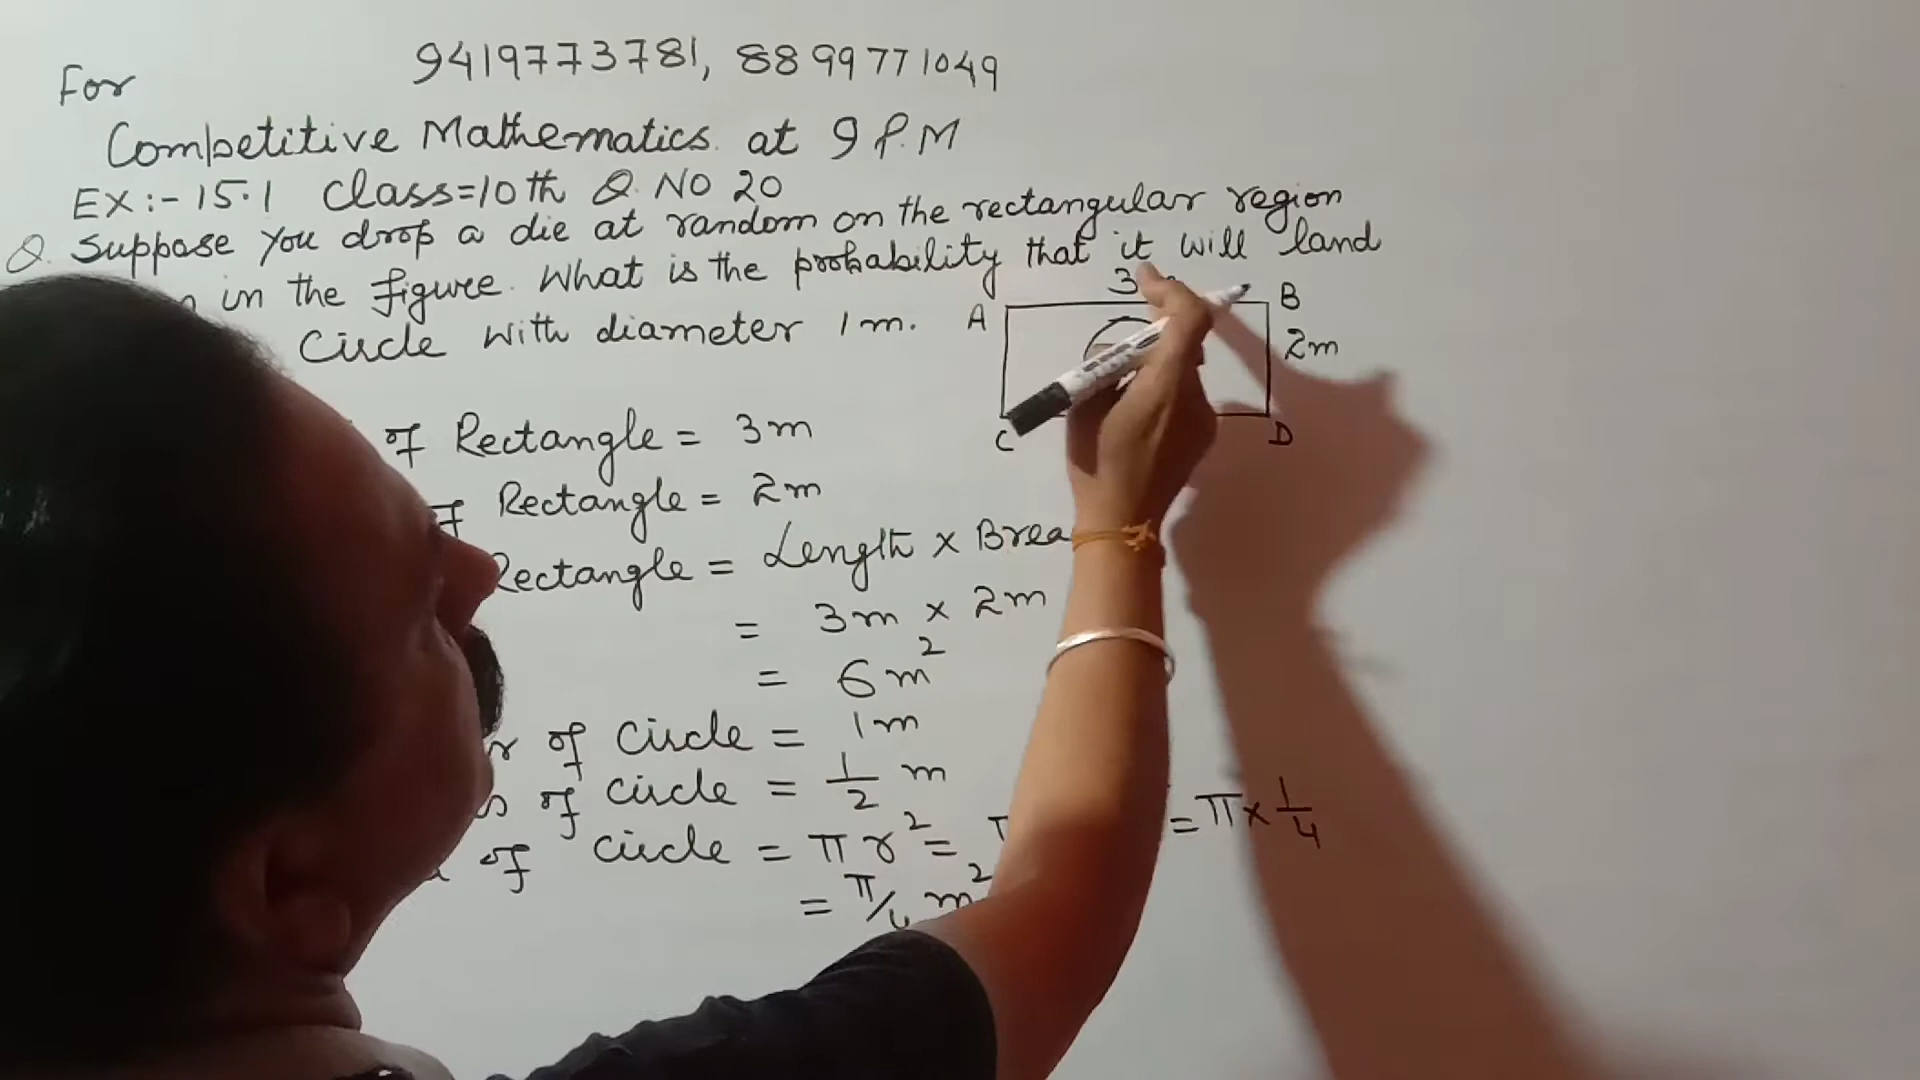 9419773781, 8899771049
For
Competitive Mathematics at 9 P.M
EX:- 15.1 Class=10th Q. NO 20
Q. Suppose you drop a die at random on the rectangular region
in the figure. What is the probability that it will land
Circle with diameter 1m.
3
A
B
2m
C
D
of Rectangle = 3m
Rectangle = 2m
Rectangle = Length ×
= 3m × 2m
= 6m²
of circle = 1m
of circle = 1/2 m
of circle = πr² = = π × 1/4
= π/4 m²